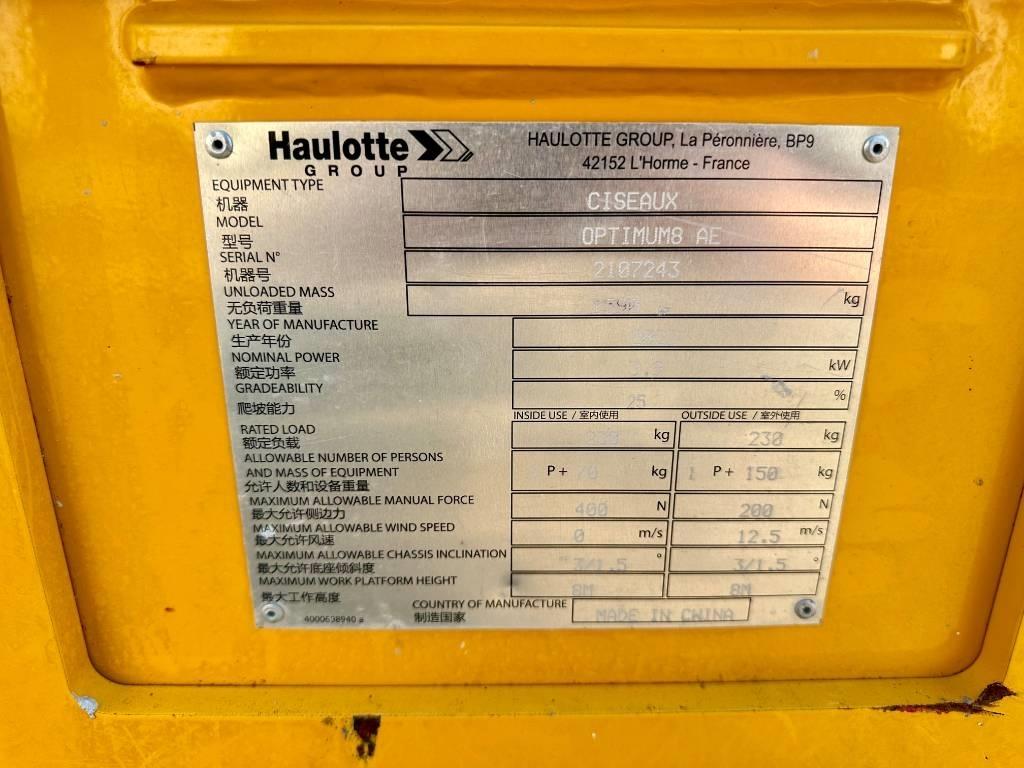 Haulotte
GROUP
HAULOTTE GROUP, La Péronnière, BP9
42152 L'Horme - France
EQUIPMENT TYPE
机器
CISEAUX
MODEL
型号
OPTIMUM8 AE
SERIAL N°
机器号
2107243
UNLOADED MASS
无负荷重量
kg
YEAR OF MANUFACTURE
生产年份
NOMINAL POWER
额定功率
kW
GRADEABILITY
爬坡能力
25 %
INSIDE USE / 室内使用 OUTSIDE USE / 室外使用
RATED LOAD
额定负载
230 kg 230 kg
ALLOWABLE NUMBER OF PERSONS
AND MASS OF EQUIPMENT
允许人数和设备重量
P+ kg P+ 150 kg
MAXIMUM ALLOWABLE MANUAL FORCE
最大允许侧边力
400 N 200 N
MAXIMUM ALLOWABLE WIND SPEED
最大允许风速
0 m/s 12.5 m/s
MAXIMUM ALLOWABLE CHASSIS INCLINATION
最大允许底座倾斜度
3/1.5 ° 3/1.5 °
MAXIMUM WORK PLATFORM HEIGHT
最大工作高度
8M 8M
COUNTRY OF MANUFACTURE
制造国家
MADE IN CHINA
4000638940 a